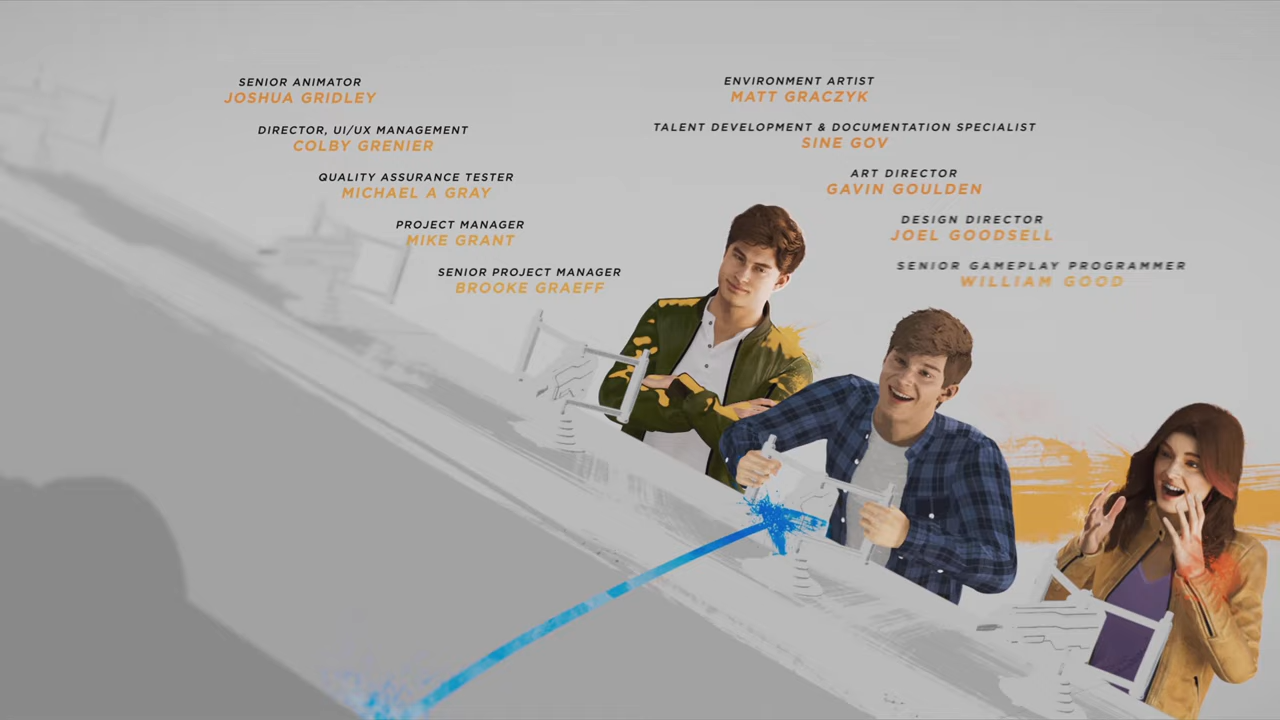 SENIOR ANIMATOR
JOSHUA GRIDLEY
DIRECTOR, UI/UX MANAGEMENT
COLBY GRENIER
QUALITY ASSURANCE TESTER
MICHAEL A GRAY
PROJECT MANAGER
MIKE GRANT
SENIOR PROJECT MANAGER
BROOKE GRAEFF
ENVIRONMENT ARTIST
MATT GRACZYK
TALENT DEVELOPMENT & DOCUMENTATION SPECIALIST
SINE GOV
ART DIRECTOR
GAVIN GOULDEN
DESIGN DIRECTOR
JOEL GOODSELL
SENIOR GAMEPLAY PROGRAMMER
WILLIAM GOOD